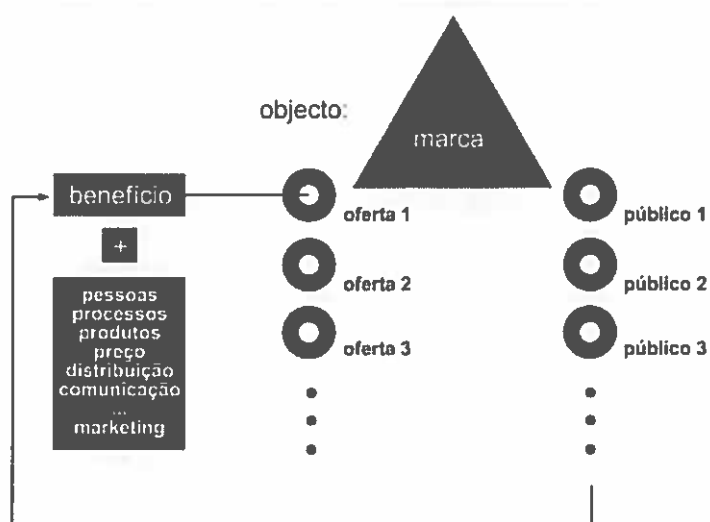 objecto:
marca
benefício
+
oferta 1
público 1
oferta 2
público 2
oferta 3
público 3
pessoas
processos
produtos
preço
distribuição
comunicação
...
marketing